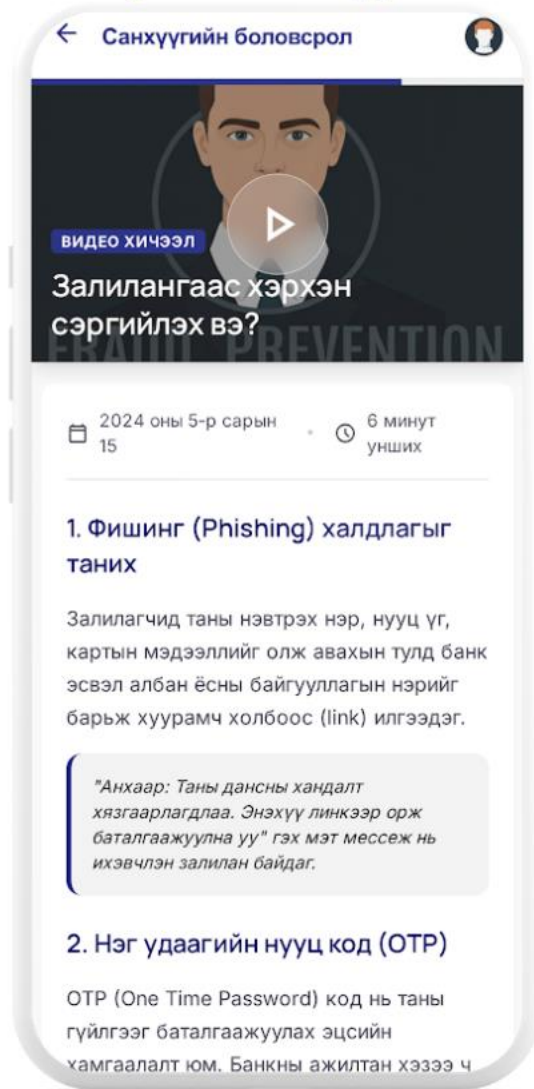 Санхүүгийн боловсрол
ВИДЕО ХИЧЭЭЛ
Залилангаас хэрхэн
сэргийлэх вэ?
FRAUD PREVENTION
2024 оны 5-р сарын
15
6 минут
унших
1. Фишинг (Phishing) халдлагыг
таних
Залилагчид таны нэвтрэх нэр, нууц үг,
картын мэдээллийг олж авахын тулд банк
эсвэл албан ёсны байгууллагын нэрийг
барьж хуурамч холбоос (link) илгээдэг.
"Анхаар: Таны дансны хандалт
хязгаарлагдлаа. Энэхүү линкээр орж
баталгаажуулна уу" гэх мэт мессеж нь
ихэвчлэн залилан байдаг.
2. Нэг удаагийн нууц код (OTP)
OTP (One Time Password) код нь таны
гүйлгээг баталгаажуулах эцсийн
хамгаалалт юм. Банкны ажилтан хэзээ ч